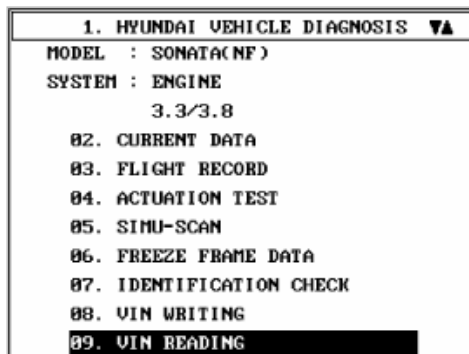 1. HYUNDAI VEHICLE DIAGNOSIS ▼▲
MODEL : SONATA(NF)
SYSTEM : ENGINE
3.3/3.8
02. CURRENT DATA
03. FLIGHT RECORD
04. ACTUATION TEST
05. SIMU-SCAN
06. FREEZE FRAME DATA
07. IDENTIFICATION CHECK
08. VIN WRITING
09. VIN READING